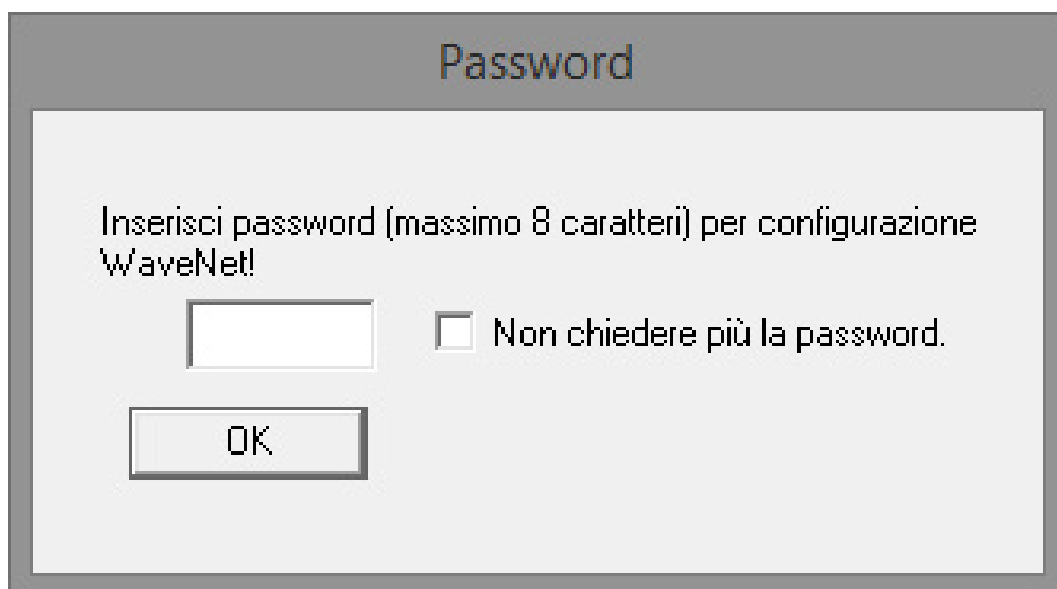 Password
Inserisci password (massimo 8 caratteri) per configurazione
WaveNet!
Non chiedere più la password.
OK